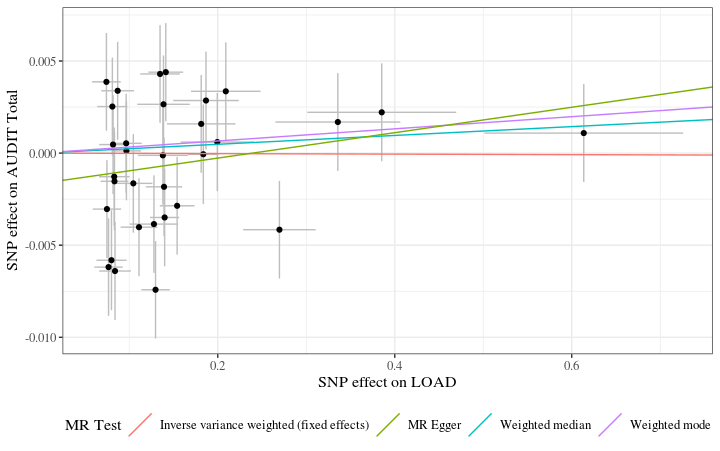 0.005
0.000
-0.005
-0.010
SNP effect on AUDIT Total
0.2
0.4
0.6
SNP effect on LOAD
MR Test
Inverse variance weighted (fixed effects)
MR Egger
Weighted median
Weighted mode